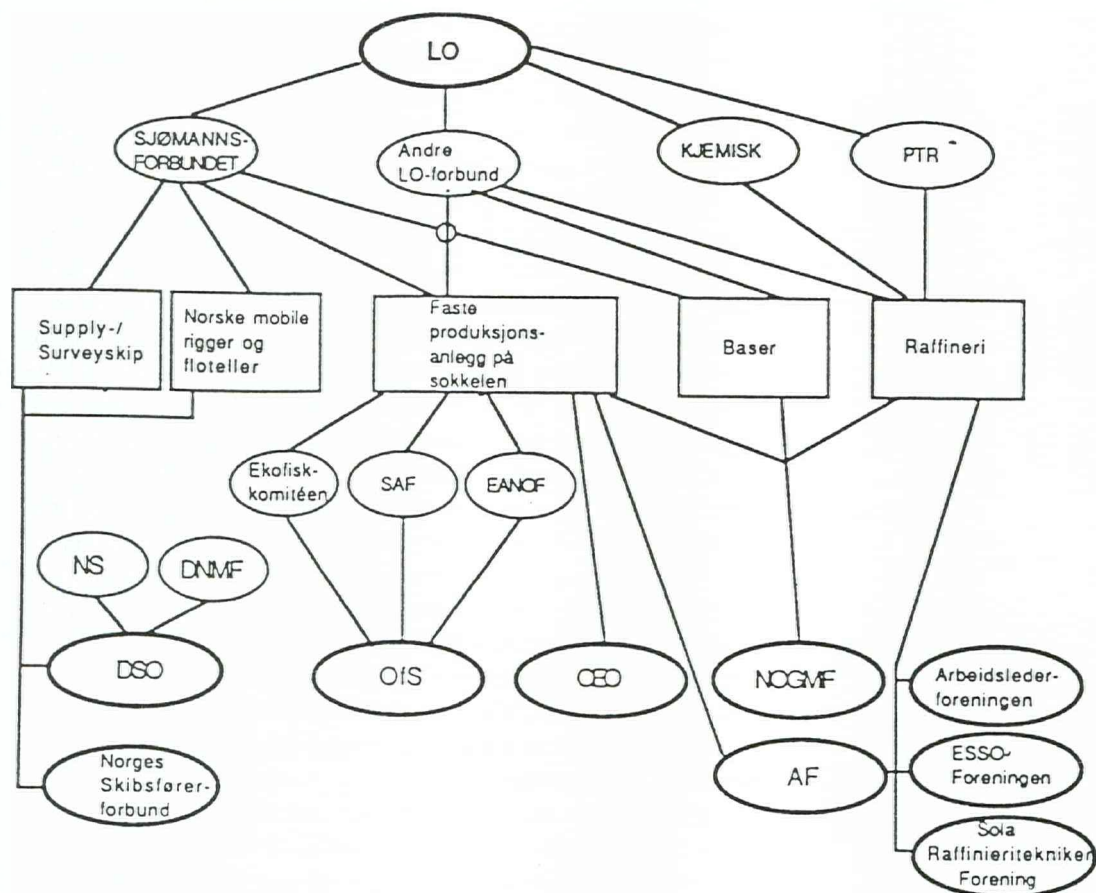 LO
SJØMANNS-
FORBUNDET
Andre
LO-forbund
KJEMISK
PTR
Supply-/
Surveyskip
Norske mobile
rigger og
floteller
Faste
produksjons-
anlegg på
sokkelen
Baser
Raffineri
Ekofisk-
komitéen
SAF
EANOF
NS
DNMF
DSO
OfS
OEO
NOGMF
Arbeidsleder-
foreningen
Norges
Skibsfører-
forbund
AF
ESSO-
Foreningen
Sola
Raffinieritekniker
Forening